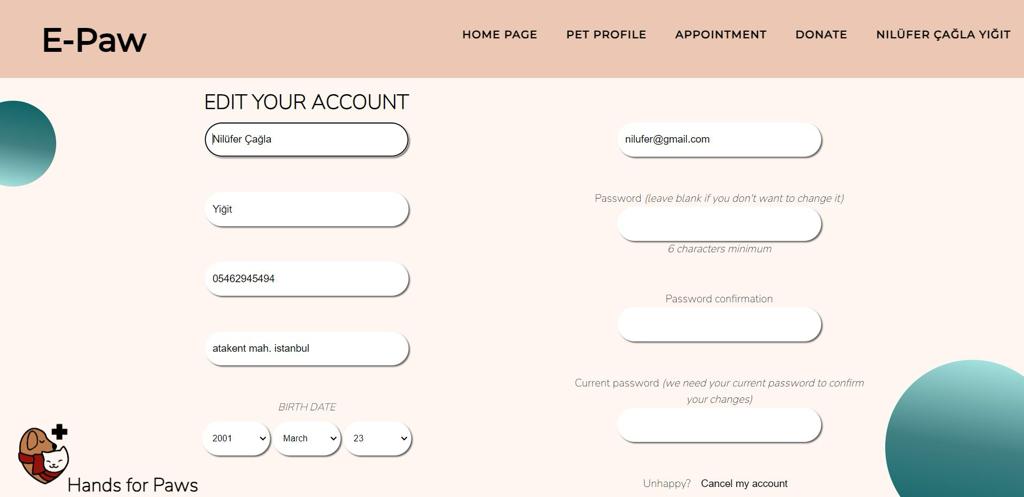 E-Paw
HOME PAGE
PET PROFILE
APPOINTMENT
DONATE
NILÜFER ÇAĞLA YIĞIT
EDIT YOUR ACCOUNT
Nilüfer Çağla
Yiğit
05462945494
atakent mah. istanbul
BIRTH DATE
2001
March
23
nilufer@gmail.com
Password (leave blank if you don't want to change it)
6 characters minimum
Password confirmation
Current password (we need your current password to confirm
your changes)
Unhappy? Cancel my account
Hands for Paws